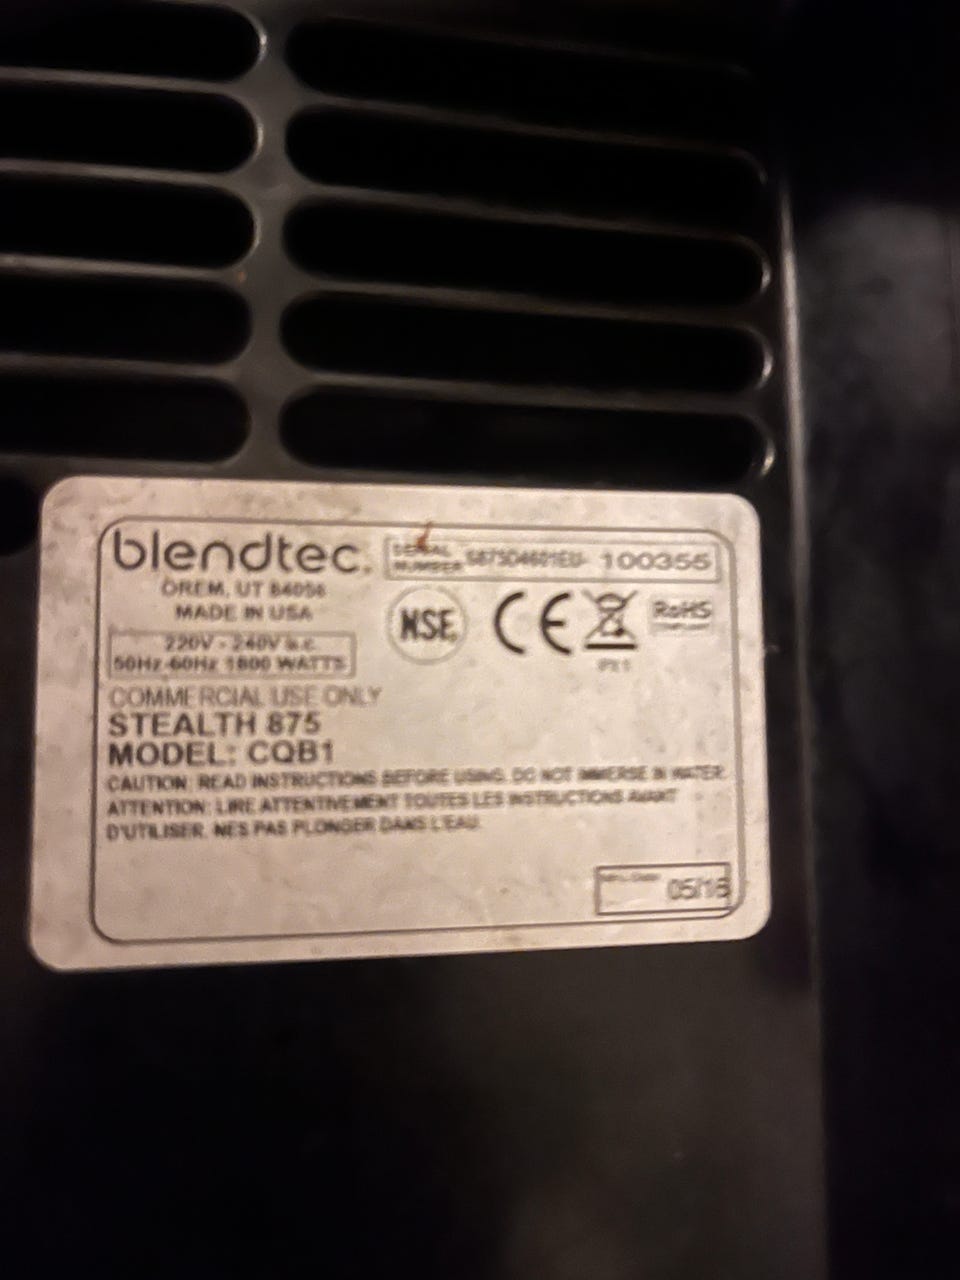 blendtec.
OREM, UT 84058
MADE IN USA
SERIAL NUMBER 100355
NSF.
CE
RoHS
220V - 240V a.c.
50Hz-60Hz 1800 WATTS
IPX1
COMMERCIAL USE ONLY
STEALTH 875
MODEL: CQB1
CAUTION: READ INSTRUCTIONS BEFORE USING. DO NOT IMMERSE IN WATER.
ATTENTION: LIRE ATTENTIVEMENT TOUTES LES INSTRUCTIONS AVANT
D'UTILISER. NES PAS PLONGER DANS L'EAU.
05/16